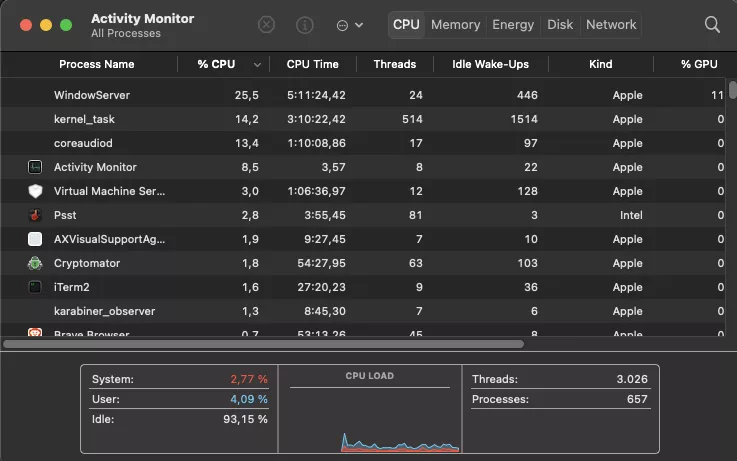 Activity Monitor
All Processes
CPU Memory Energy Disk Network
Process Name % CPU CPU Time Threads Idle Wake-Ups Kind % GPU
WindowServer 25,5 5:11:24,42 24 446 Apple 11
kernel_task 14,2 3:10:22,42 514 1514 Apple 0
coreaudiod 13,4 1:10:08,86 17 97 Apple 0
Activity Monitor 8,5 3,57 8 22 Apple 0
Virtual Machine Ser... 3,0 1:06:36,97 12 128 Apple 0
Psst 2,8 3:55,45 81 3 Intel 0
AXVisualSupportAg... 1,9 9:27,45 7 10 Apple 0
Cryptomator 1,8 54:27,95 63 103 Apple 0
iTerm2 1,6 27:20,23 9 36 Apple 0
karabiner_observer 1,3 8:45,30 7 6 Apple 0
Brave Browser 0,7 53:13,26 45 8 Apple 0
System: 2,77 %
User: 4,09 %
Idle: 93,15 %
CPU LOAD
Threads: 3.026
Processes: 657